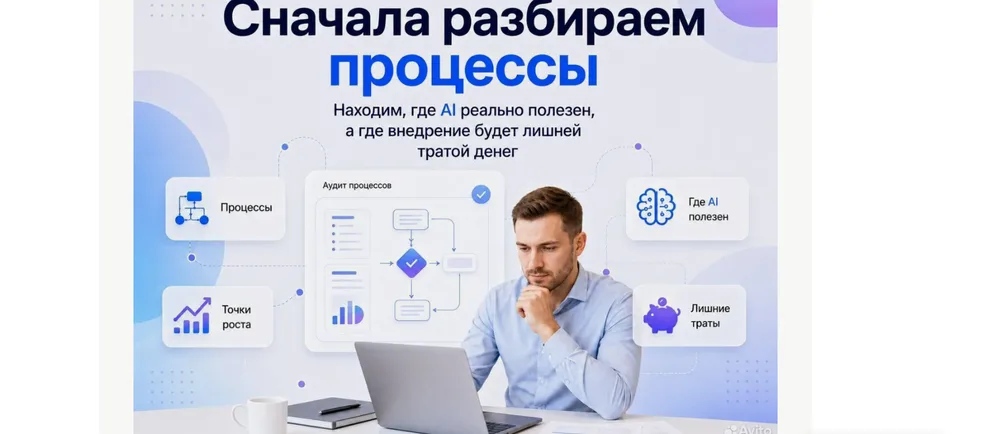 Сначала разбираем
процессы
Находим, где AI реально полезен,
а где внедрение будет лишней
тратой денег
Аудит процессов
Процессы
Где AI
полезен
Точки
роста
Лишние
траты
Avito